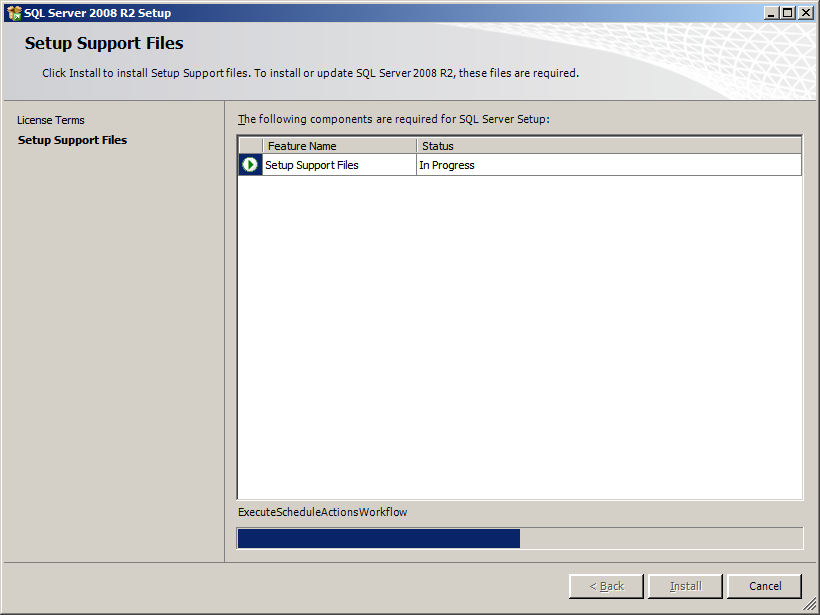 SQL Server 2008 R2 Setup
Setup Support Files
Click Install to install Setup Support files. To install or update SQL Server 2008 R2, these files are required.
License Terms
Setup Support Files
The following components are required for SQL Server Setup:
Feature Name Status
Setup Support Files In Progress
ExecuteScheduleActionsWorkflow
< Back Install Cancel